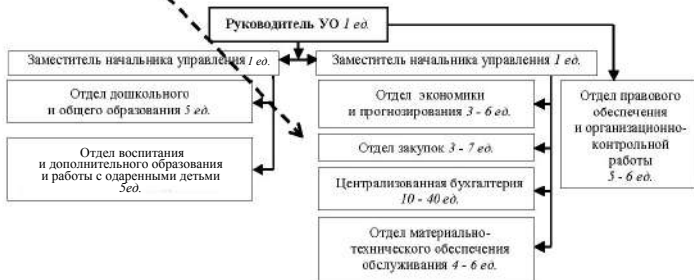 Руководитель УО 1 ед.
Заместитель начальника управления 1 ед.
Заместитель начальника управления 1 ед.
Отдел дошкольного
и общего образования 5 ед.
Отдел воспитания
и дополнительного образования
и работы с одаренными детьми
5ед.
Отдел экономики
и прогнозирования 3 - 6 ед.
Отдел закупок 3 - 7 ед.
Централизованная бухгалтерия
10 - 40 ед.
Отдел материально-
технического обеспечения
обслуживания 4 - 6 ед.
Отдел правового
обеспечения
и организационно-
контрольной
работы
5 - 6 ед.